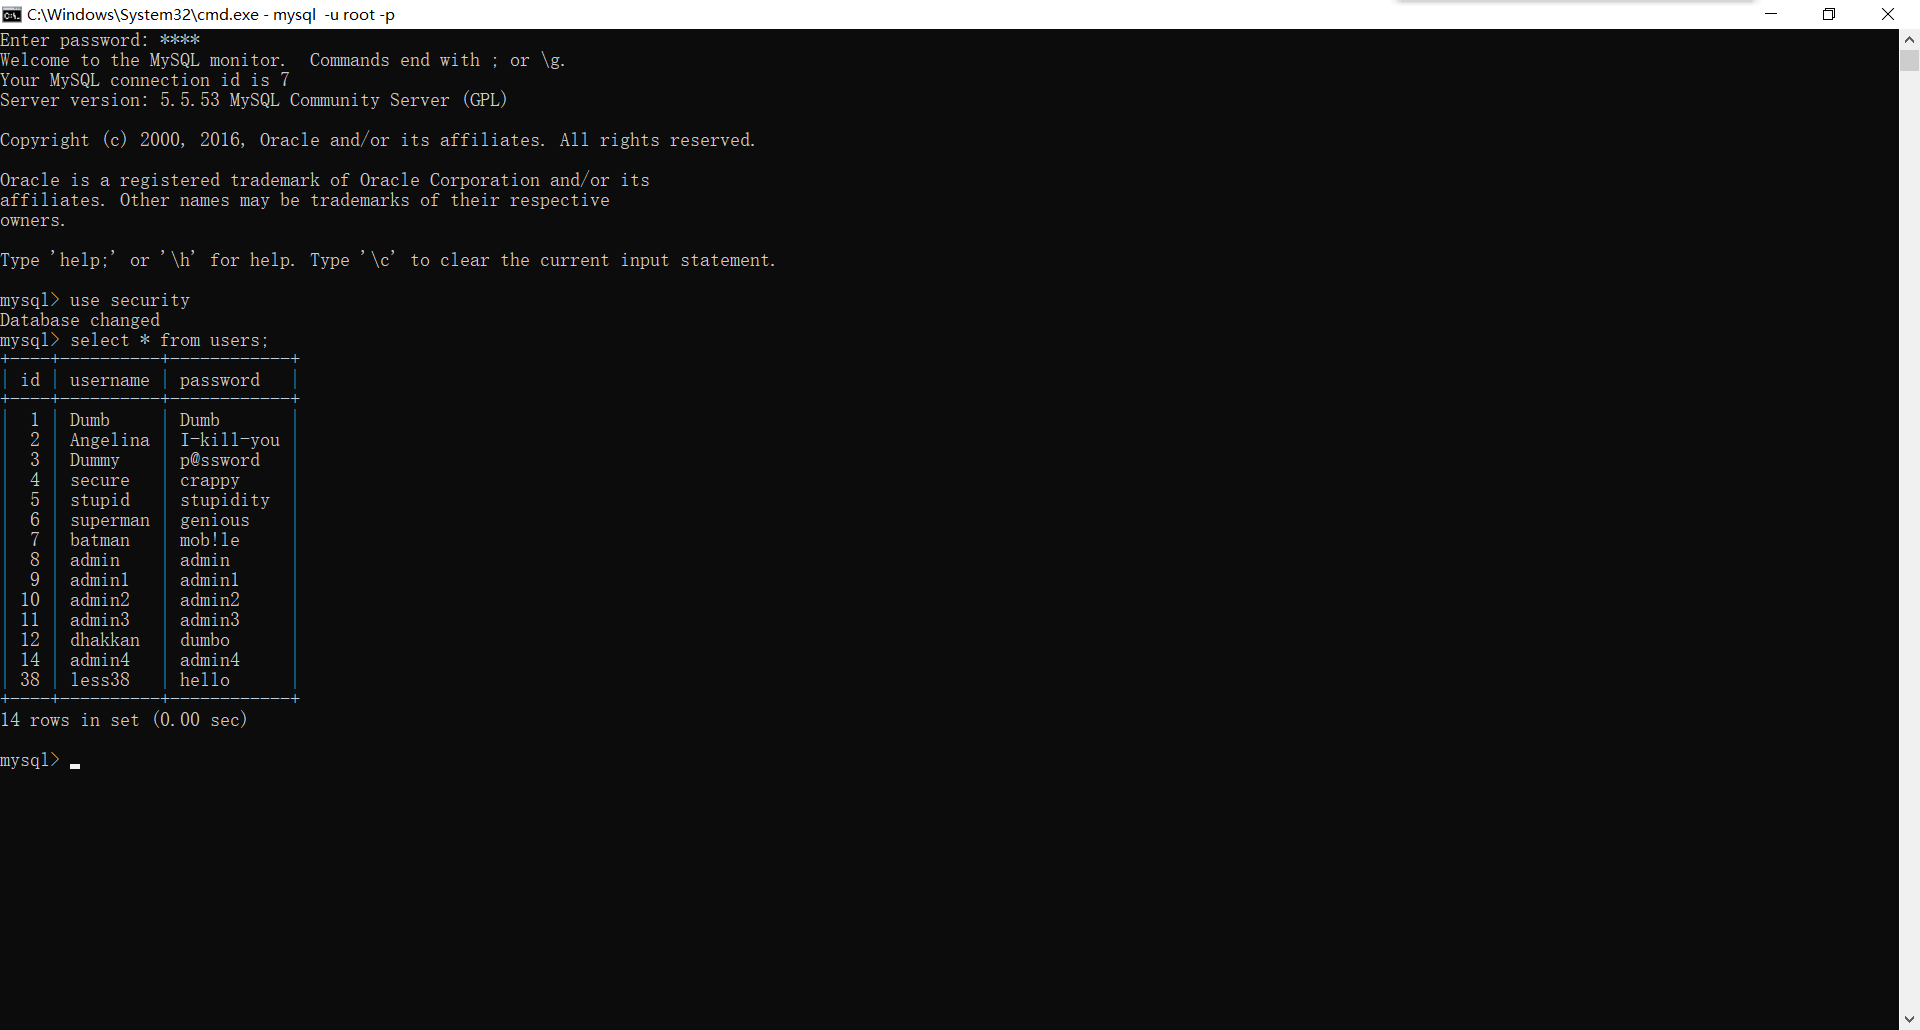 C:\Windows\System32\cmd.exe - mysql  -u root -p
Enter password: ****
Welcome to the MySQL monitor.  Commands end with ; or \g.
Your MySQL connection id is 7
Server version: 5.5.53 MySQL Community Server (GPL)
Copyright (c) 2000, 2016, Oracle and/or its affiliates. All rights reserved.
Oracle is a registered trademark of Oracle Corporation and/or its
affiliates. Other names may be trademarks of their respective
owners.
Type 'help;' or '\h' for help. Type '\c' to clear the current input statement.
mysql> use security
Database changed
mysql> select * from users;
+----+----------+------------+
| id | username | password   |
+----+----------+------------+
|  1 | Dumb     | Dumb       |
|  2 | Angelina | I-kill-you |
|  3 | Dummy    | p@ssword   |
|  4 | secure   | crappy     |
|  5 | stupid   | stupidity  |
|  6 | superman | genious    |
|  7 | batman   | mob!le     |
|  8 | admin    | admin      |
|  9 | admin1   | admin1     |
| 10 | admin2   | admin2     |
| 11 | admin3   | admin3     |
| 12 | dhakkan  | dumbo      |
| 14 | admin4   | admin4     |
| 38 | less38   | hello      |
+----+----------+------------+
14 rows in set (0.00 sec)
mysql>